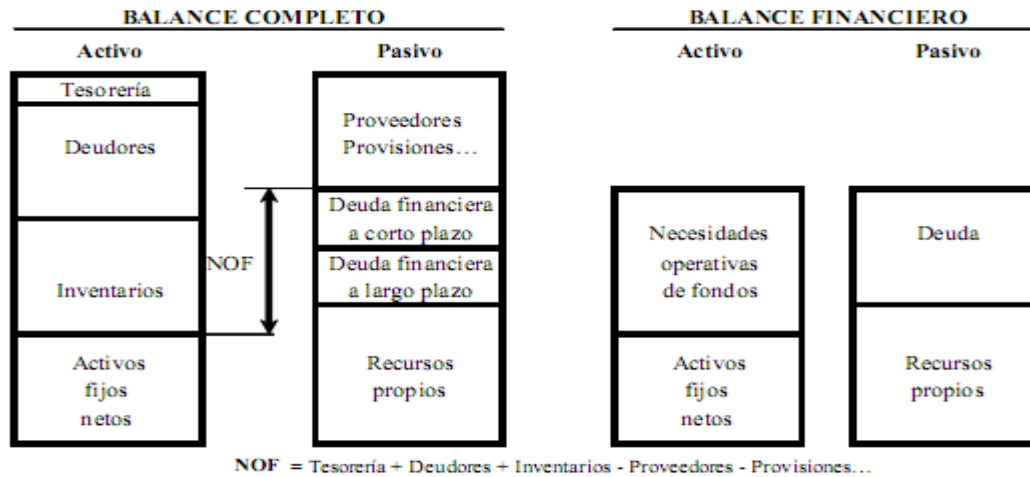 BALANCE COMPLETO
Activo Pasivo
Tesorería
Deudores
Inventarios
Activos
fijos
netos
NOF
Proveedores
Provisiones...
Deuda financiera
a corto plazo
Deuda financiera
a largo plazo
Recursos
propios
BALANCE FINANCIERO
Activo Pasivo
Necesidades
operativas
de fondos
Activos
fijos
netos
Deuda
Recursos
propios
NOF = Tesorería + Deudores + Inventarios - Proveedores - Provisiones...